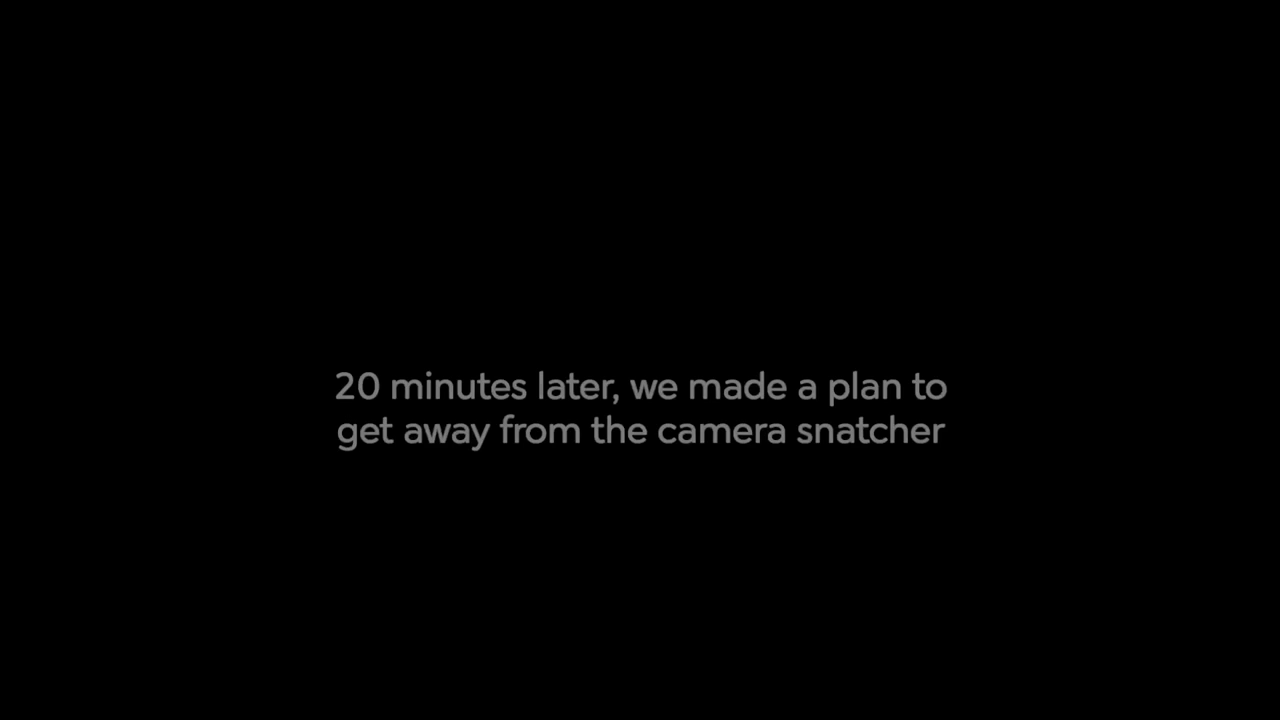 20 minutes later, we made a plan to
get away from the camera snatcher